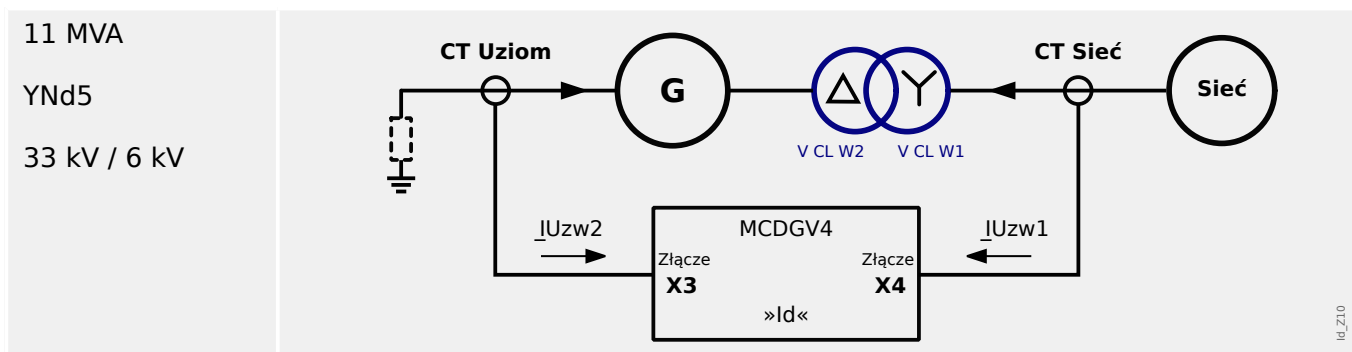 11 MVA
YNd5
33 kV / 6 kV
CT Uziom
CT Sieć
G
Sieć
V CL W2
V CL W1
_IUzw2
MCDGV4
_IUzw1
Złącze
X3
Złącze
X4
»Id«
Id_Z10